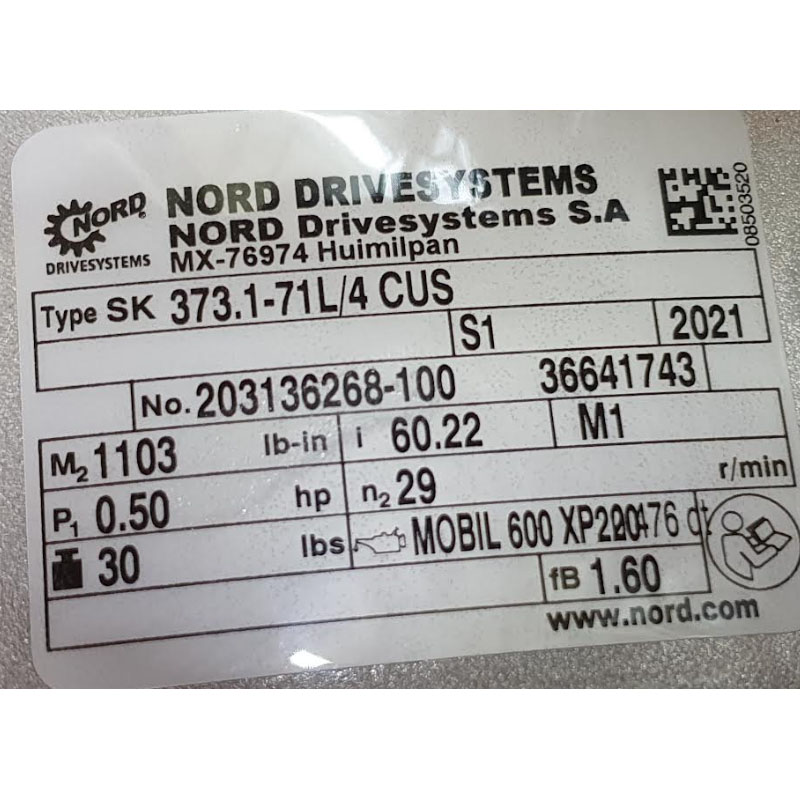 NORD®
DRIVESYSTEMS
NORD DRIVESYSTEMS
NORD Drivesystems S.A
MX-76974 Huimilpan
08503520
Type SK 373.1-71L/4 CUS
S1 2021
No. 203136268-100 36641743
M2 1103 lb-in i 60.22 M1
P1 0.50 hp n2 29 r/min
30 lbs MOBIL 600 XP qt
fB 1.60
www.nord.com